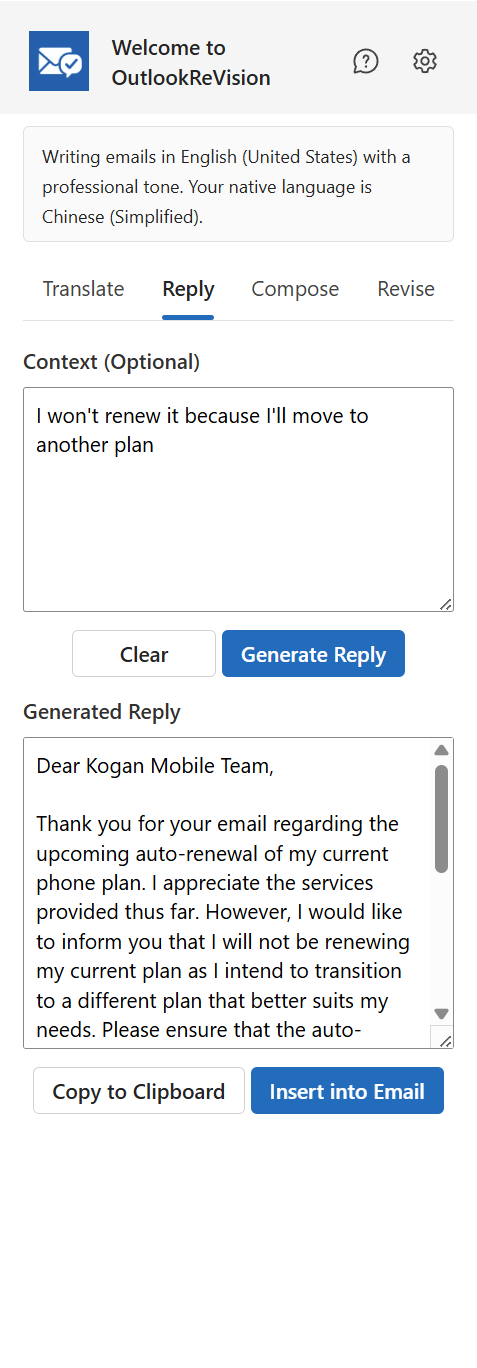 Welcome to
OutlookReVision
Writing emails in English (United States) with a
professional tone. Your native language is
Chinese (Simplified).
Translate Reply Compose Revise
Context (Optional)
I won't renew it because I'll move to
another plan
Clear Generate Reply
Generated Reply
Dear Kogan Mobile Team,
Thank you for your email regarding the
upcoming auto-renewal of my current
phone plan. I appreciate the services
provided thus far. However, I would like
to inform you that I will not be renewing
my current plan as I intend to transition
to a different plan that better suits my
needs. Please ensure that the auto-
Copy to Clipboard Insert into Email